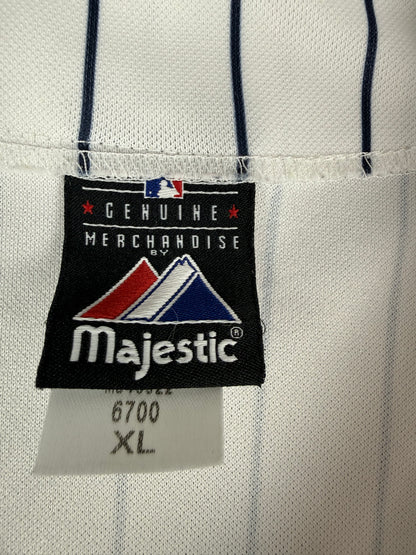 GENUINE
MERCHANDISE
BY
Majestic®
6700
XL